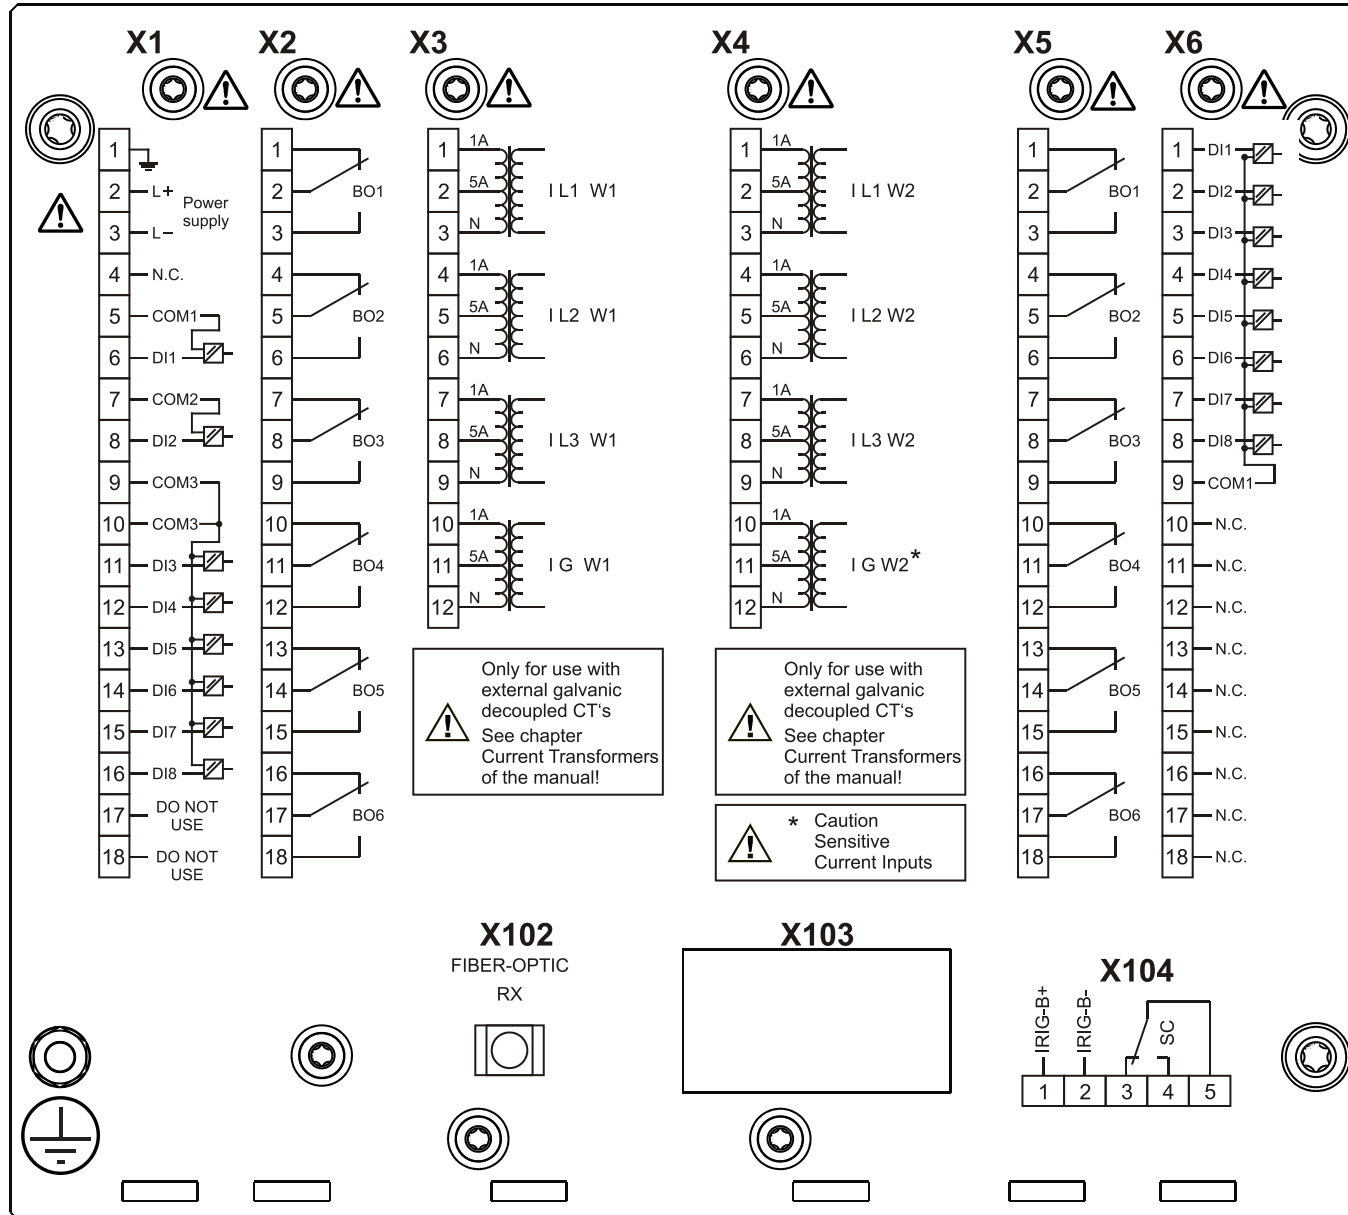 X1
X2
X3
X4
X5
X6
1
2 L+
3 L−
Power
supply
4 N.C.
5 COM1
6 DI1
7 COM2
8 DI2
9 COM3
10 COM3
11 DI3
12 DI4
13 DI5
14 DI6
15 DI7
16 DI8
17 DO NOT
USE
18 DO NOT
USE
1
2 BO1
3
4
5 BO2
6
7
8 BO3
9
10
11 BO4
12
13
14 BO5
15
16
17 BO6
18
1 1A
2 5A I L1 W1
3 N
4 1A
5 5A I L2 W1
6 N
7 1A
8 5A I L3 W1
9 N
10 1A
11 5A I G W1
12 N
Only for use with
external galvanic
decoupled CT‘s
See chapter
Current Transformers
of the manual!
1 1A
2 5A I L1 W2
3 N
4 1A
5 5A I L2 W2
6 N
7 1A
8 5A I L3 W2
9 N
10 1A
11 5A I G W2*
12 N
Only for use with
external galvanic
decoupled CT‘s
See chapter
Current Transformers
of the manual!
* Caution
Sensitive
Current Inputs
1
2 BO1
3
4
5 BO2
6
7
8 BO3
9
10
11 BO4
12
13
14 BO5
15
16
17 BO6
18
1 DI1
2 DI2
3 DI3
4 DI4
5 DI5
6 DI6
7 DI7
8 DI8
9 COM1
10 N.C.
11 N.C.
12 N.C.
13 N.C.
14 N.C.
15 N.C.
16 N.C.
17 N.C.
18 N.C.
X102
FIBER-OPTIC
RX
X103
X104
IRIG-B+
IRIG-B-
SC
1 2 3 4 5